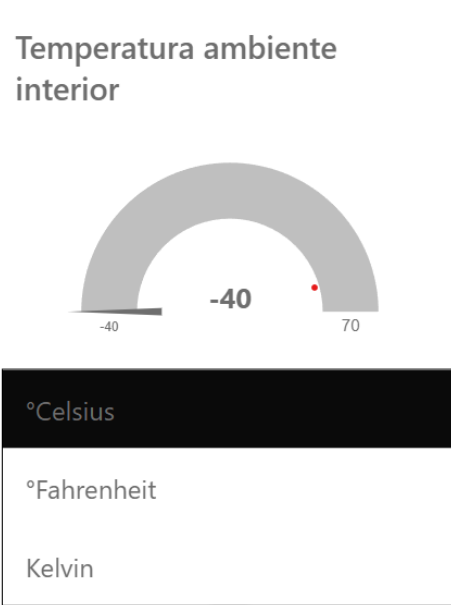 Temperatura ambiente
interior
-40
-40
70
°Celsius
°Fahrenheit
Kelvin